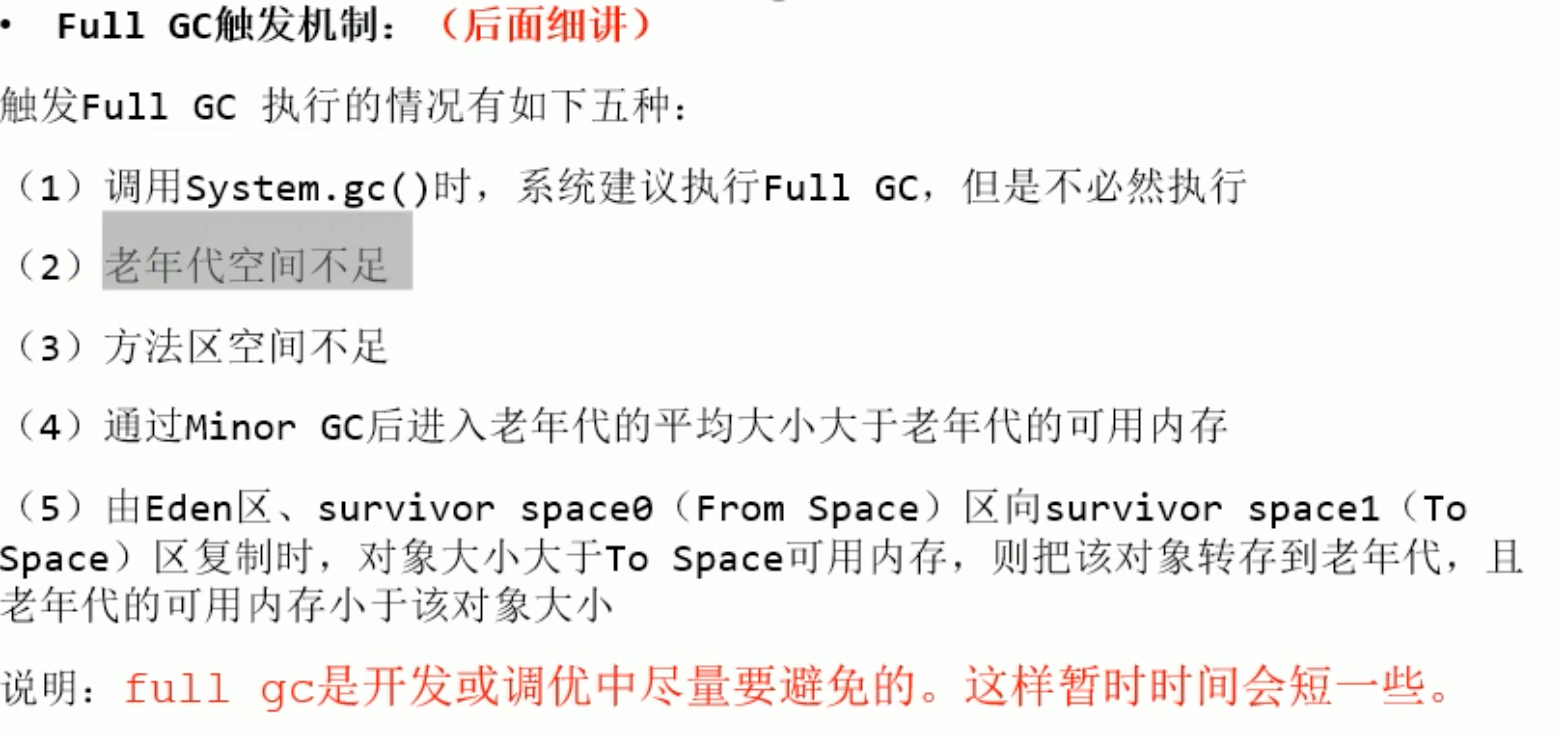 • Full GC触发机制：（后面细讲）
触发Full GC 执行的情况有如下五种：
（1）调用System.gc()时，系统建议执行Full GC，但是不必然执行
（2）老年代空间不足
（3）方法区空间不足
（4）通过Minor GC后进入老年代的平均大小大于老年代的可用内存
（5）由Eden区、survivor space0（From Space）区向survivor space1（To
Space）区复制时，对象大小大于To Space可用内存，则把该对象转存到老年代，且
老年代的可用内存小于该对象大小
说明：full gc是开发或调优中尽量要避免的。这样暂时时间会短一些。